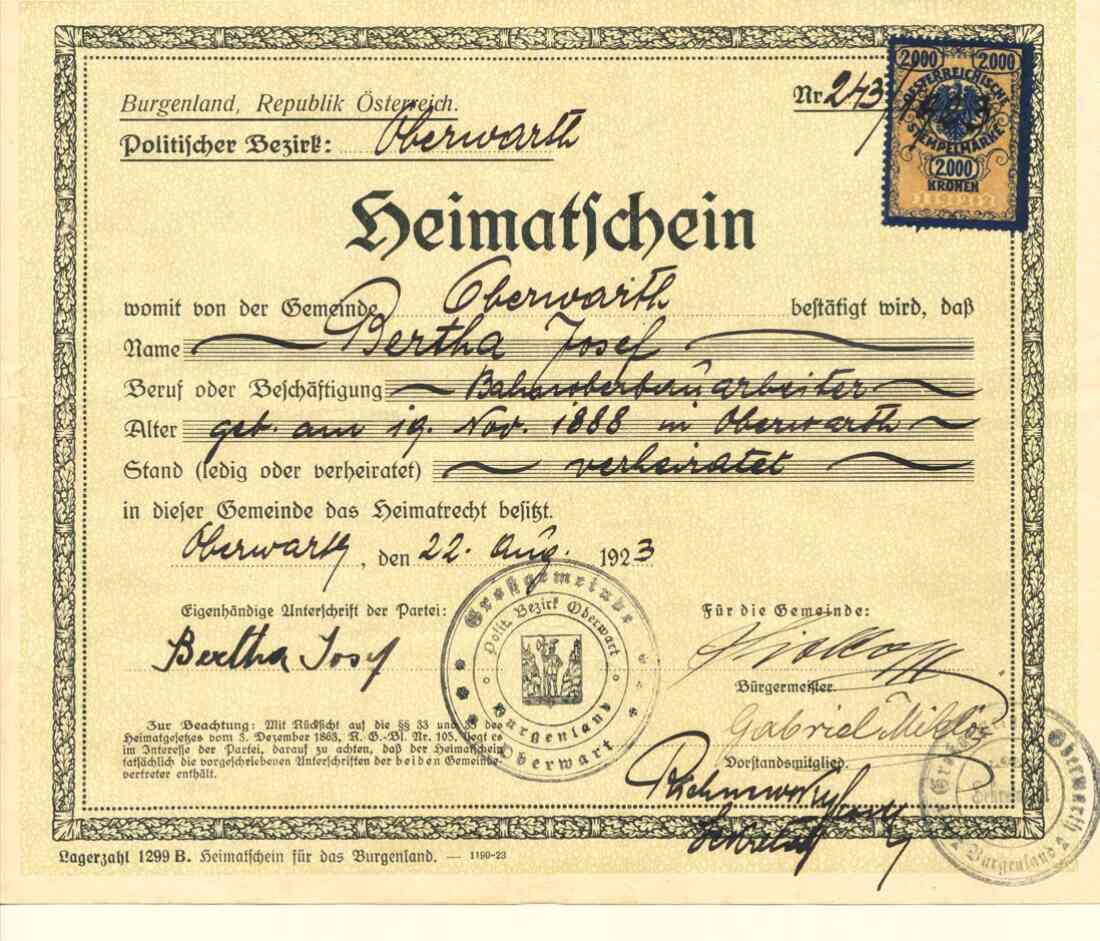 Burgenland, Republik Österreich.
Nr. 243/1923
Politischer Bezirk: Oberwarth
2.000 2.000
ÖSTERREICHISCHE
STEMPELMARKE
2.000
KRONEN
Heimatschein
womit von der Gemeinde Oberwarth bestätigt wird, daß
Name Bertha Josef
Beruf oder Beschäftigung Bahnoberbauarbeiter
Alter geb. am 19. Nov. 1888 in Oberwarth
Stand (ledig oder verheiratet) verheiratet
in dieser Gemeinde das Heimatrecht besitzt.
Oberwarth, den 22. Aug. 1923
Eigenhändige Unterschrift der Partei:
Für die Gemeinde:
Bertha Josef
Bürgermeister.
Gabriel
Vorstandsmitglied.
Großgemeinde
Polit. Bezirk Oberwart
Burgenland
Oberwart
Zur Beachtung: Mit Rücksicht auf die §§ 33 und 35 des
Heimatgesetzes vom 3. Dezember 1863, R. G.-Bl. Nr. 105, liegt es
im Interesse der Partei, darauf zu achten, daß der Heimatschein
tatsächlich die vorgeschriebenen Unterschriften der beiden Gemeinde-
vertreter enthält.
Sekretär
Oberwarth
Burgenland
Lagerzahl 1299 B. Heimatschein für das Burgenland. — 1190-23